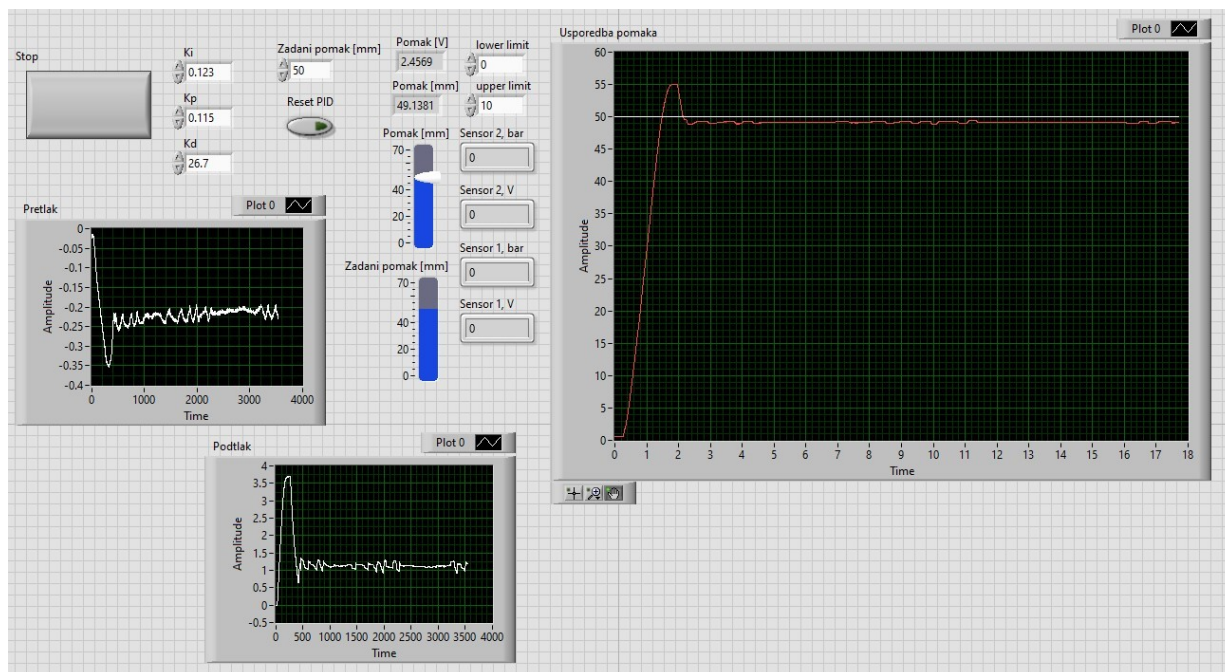 Stop
Ki
0.123
Kp
0.115
Kd
26.7
Zadani pomak [mm]
50
Reset PID
Pomak [V]
2.4569
Pomak [mm]
49.1381
lower limit
0
upper limit
10
Pomak [mm]
70
40
20
0
Zadani pomak [mm]
70
40
20
0
Sensor 2, bar
0
Sensor 2, V
0
Sensor 1, bar
0
Sensor 1, V
0
Pretlak
Plot 0
Amplitude
0
-0.05
-0.1
-0.15
-0.2
-0.25
-0.3
-0.35
-0.4
0 1000 2000 3000 4000
Time
Podtlak
Plot 0
Amplitude
4
3.5
3
2.5
2
1.5
1
0.5
0
-0.5
0 500 1000 1500 2000 2500 3000 3500 4000
Time
Usporedba pomaka
Plot 0
Amplitude
60
55
50
45
40
35
30
25
20
15
10
5
0
0 1 2 3 4 5 6 7 8 9 10 11 12 13 14 15 16 17 18
Time